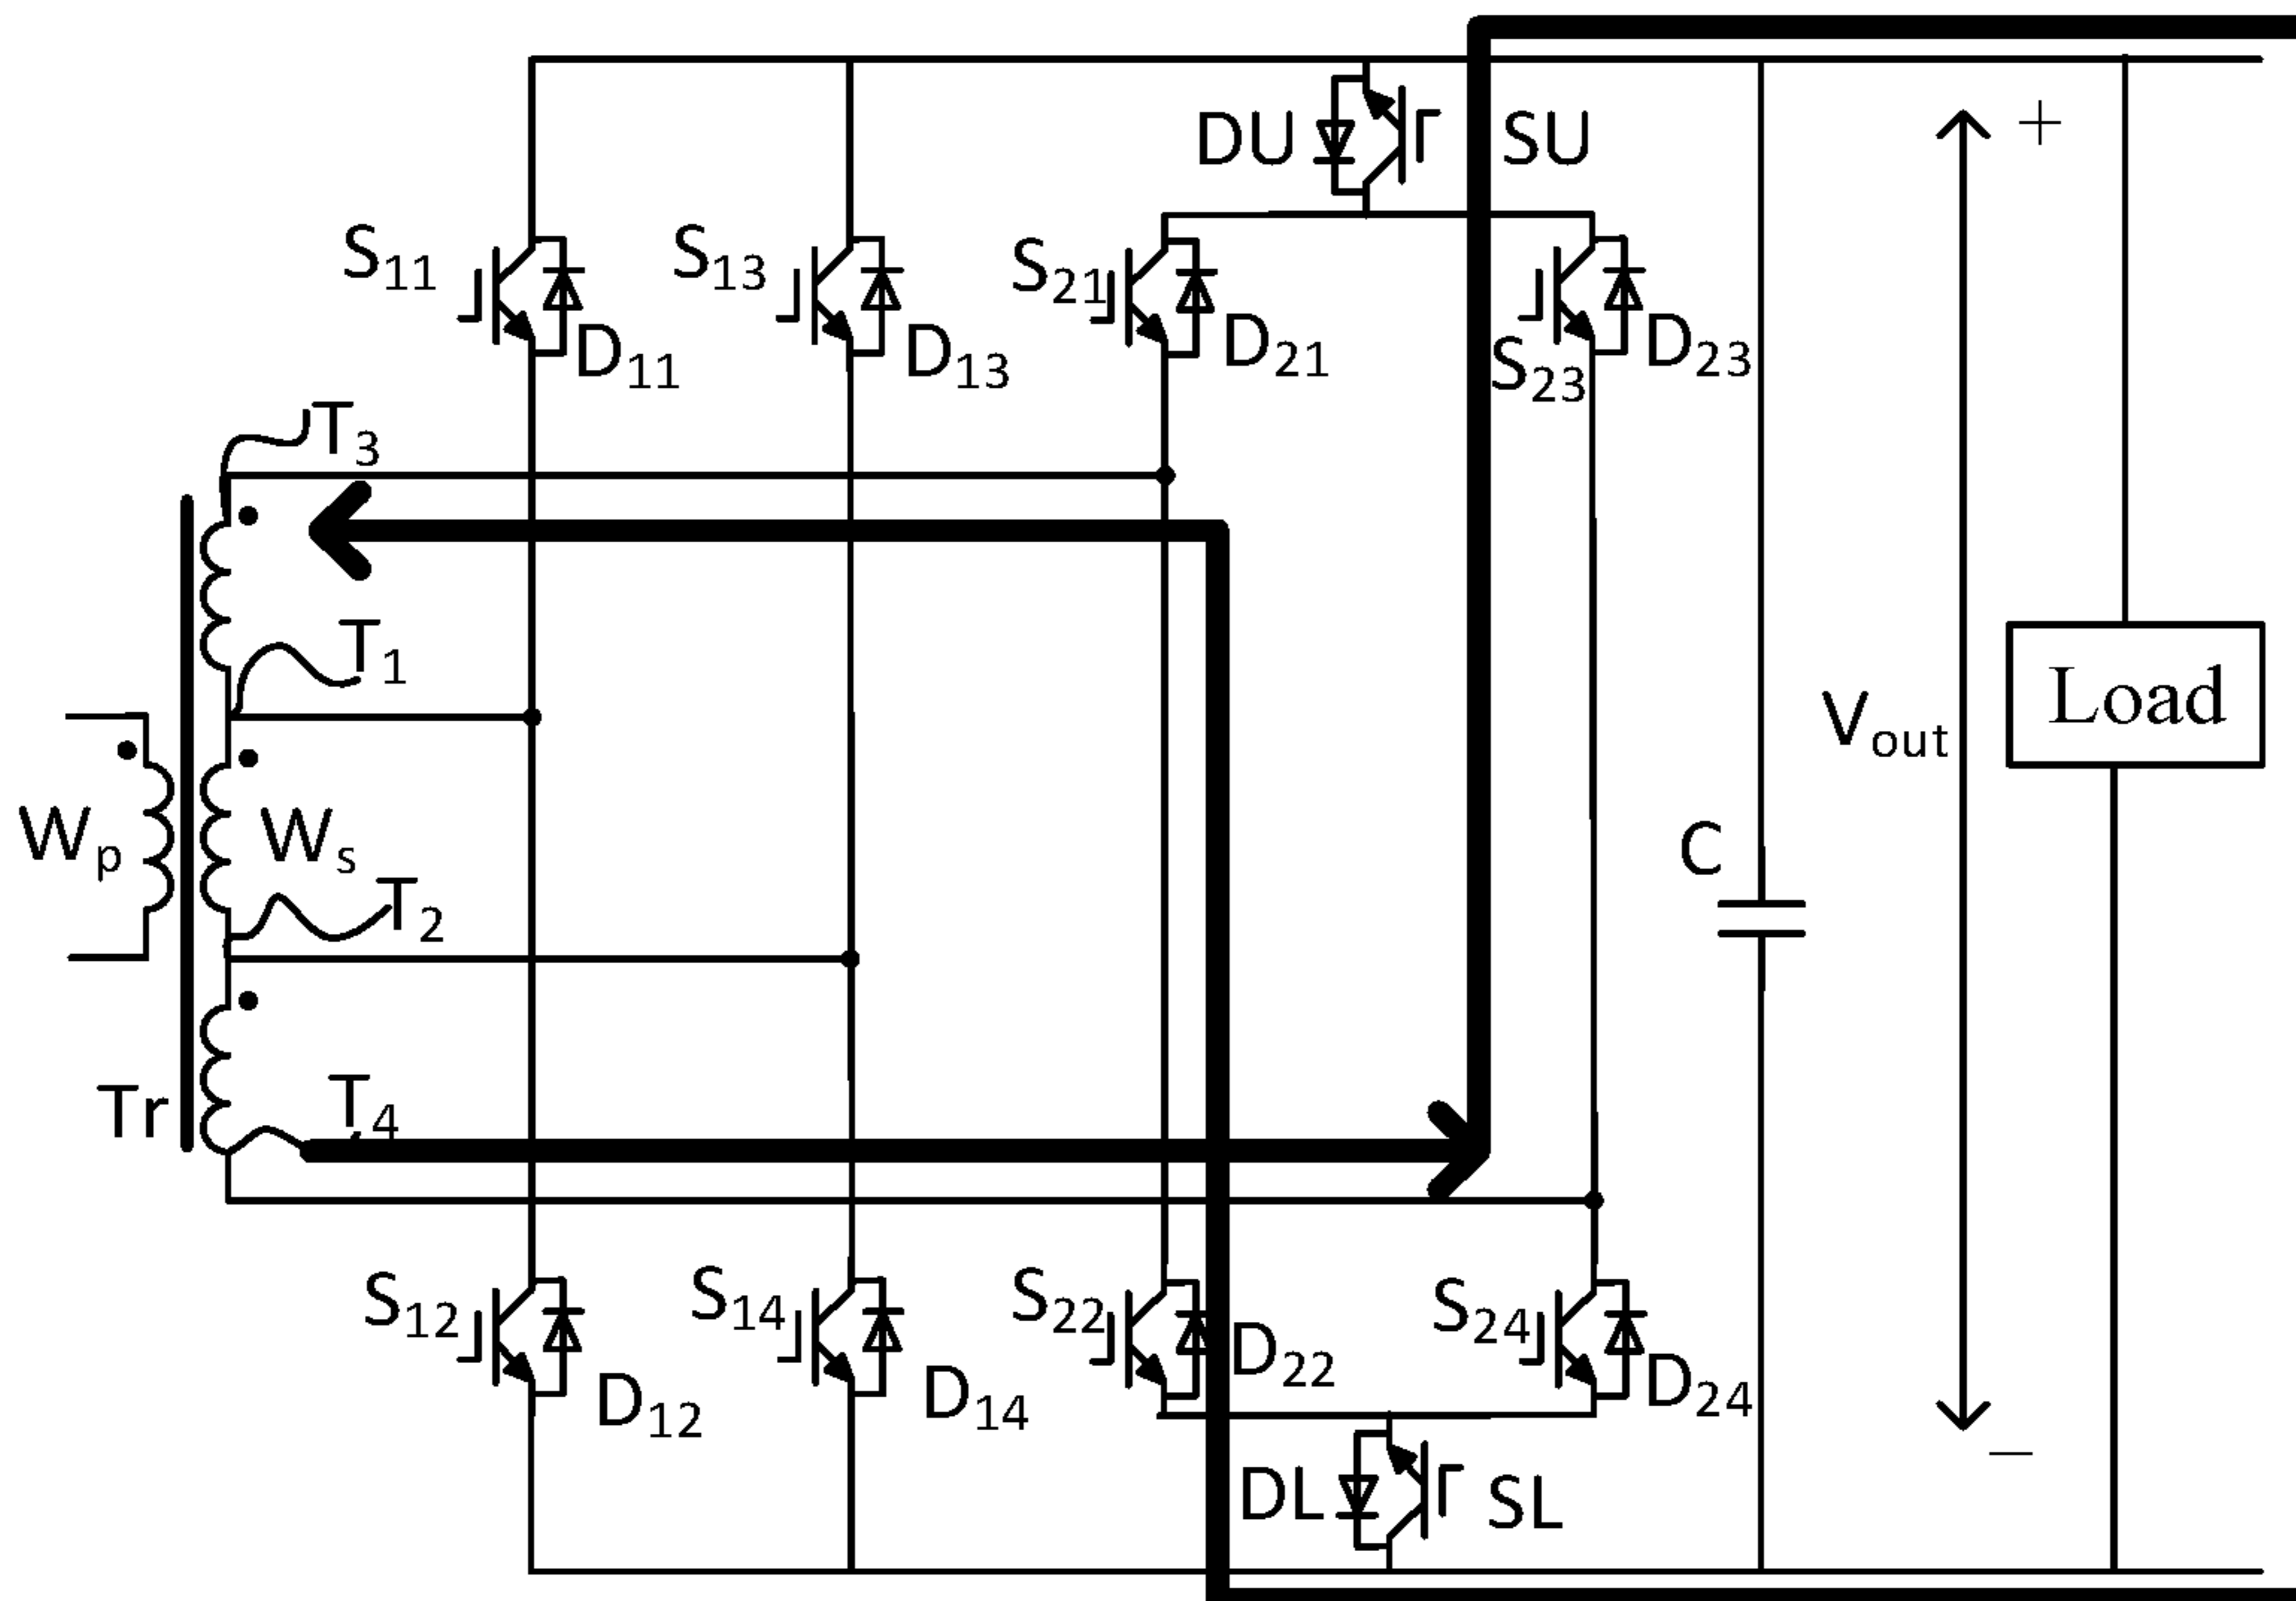 DU
SU
+
S11
S13
S21
D11
D13
D21
S23
D23
T3
T1
Vout
Load
Wp
Ws
C
T2
Tr
T4
S12
S14
S22
S24
D12
D14
D22
D24
DL
SL
−